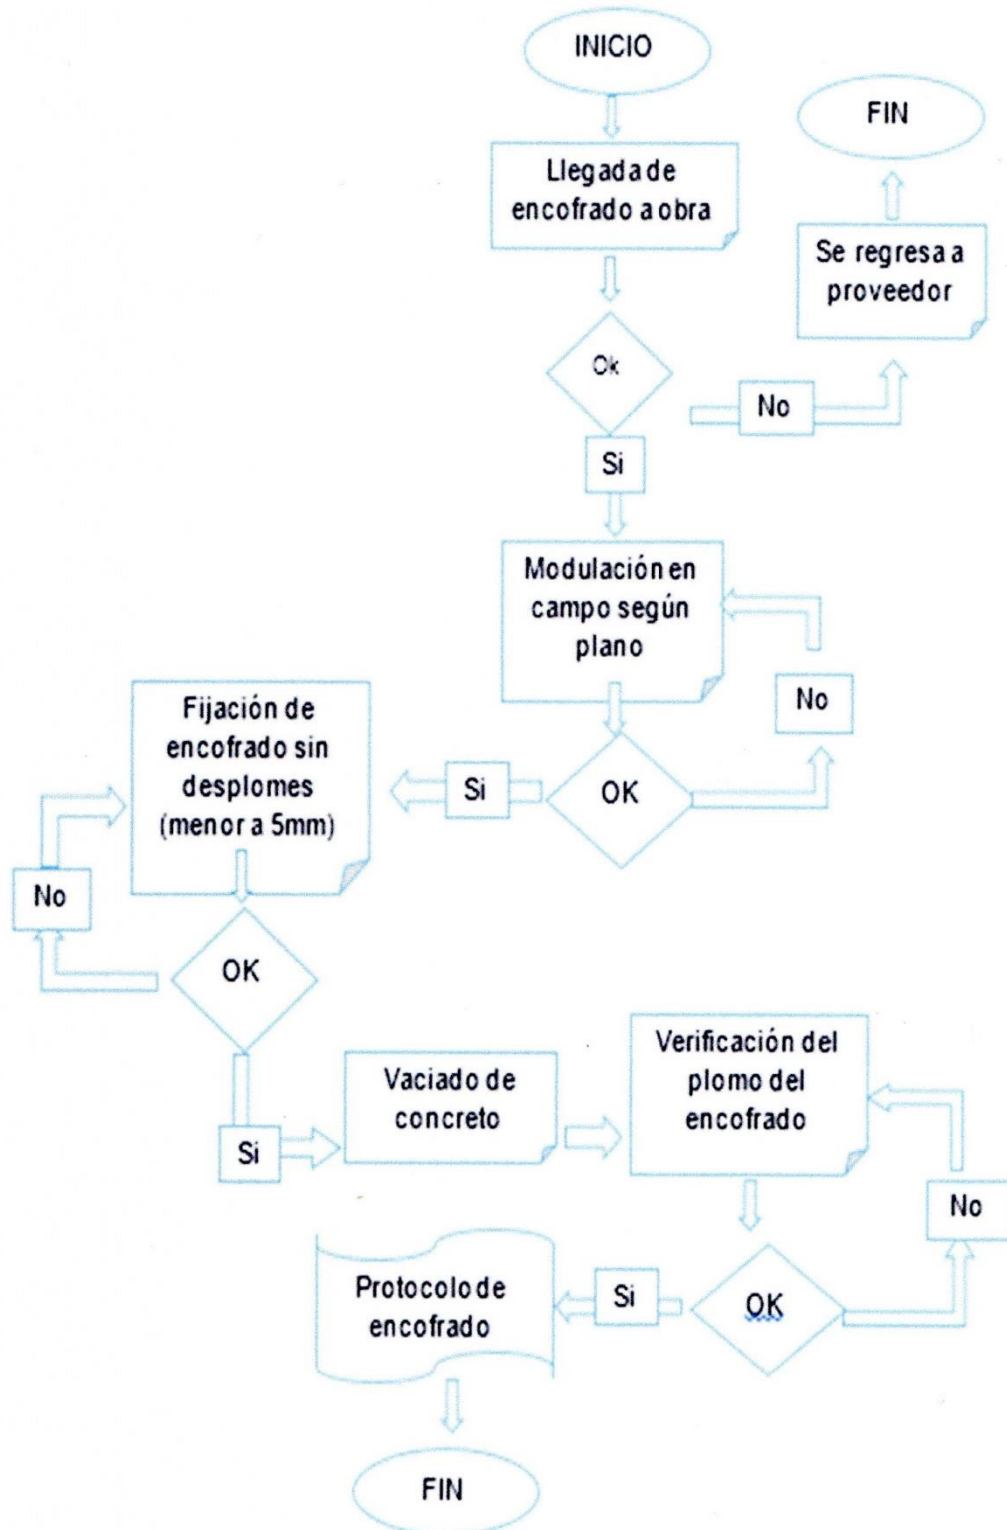 INICIO
FIN
Llegada de
encofrado a obra
Se regresa a
proveedor
Ok
No
Si
Modulación en
campo según
plano
No
Fijación de
encofrado sin
desplomes
(menor a 5mm)
Si
OK
No
OK
Verificación del
plomo del
encofrado
Vaciado de
concreto
Si
No
Protocolo de
encofrado
Si
OK
FIN